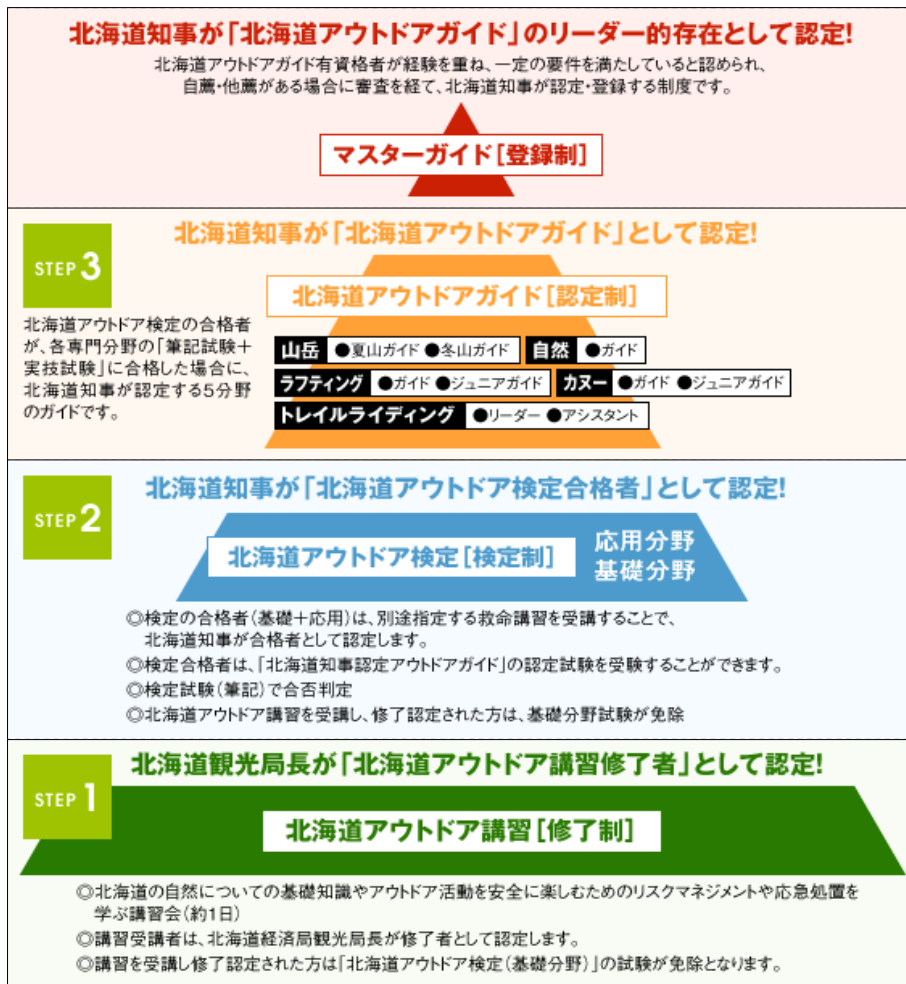 北海道知事が「北海道アウトドアガイド」のリーダー的存在として認定!
北海道アウトドアガイド有資格者が経験を重ね、一定の要件を満たしていると認められ、
自薦・他薦がある場合に審査を経て、北海道知事が認定・登録する制度です。
マスターガイド[登録制]
STEP 3
北海道知事が「北海道アウトドアガイド」として認定!
北海道アウトドアガイド[認定制]
北海道アウトドア検定の合格者
が、各専門分野の「筆記試験+
実技試験」に合格した場合に、
北海道知事が認定する5分野
のガイドです。
山岳 ●夏山ガイド ●冬山ガイド 自然 ●ガイド
ラフティング ●ガイド ●ジュニアガイド カヌー ●ガイド ●ジュニアガイド
トレイルライディング ●リーダー ●アシスタント
STEP 2
北海道知事が「北海道アウトドア検定合格者」として認定!
北海道アウトドア検定[検定制]
応用分野
基礎分野
◎検定の合格者(基礎+応用)は、別途指定する救命講習を受講することで、
北海道知事が合格者として認定します。
◎検定合格者は、「北海道知事認定アウトドアガイド」の認定試験を受験することができます。
◎検定試験(筆記)で合否判定
◎北海道アウトドア講習を受講し、修了認定された方は、基礎分野試験が免除
STEP 1
北海道観光局長が「北海道アウトドア講習修了者」として認定!
北海道アウトドア講習[修了制]
◎北海道の自然についての基礎知識やアウトドア活動を安全に楽しむためのリスクマネジメントや応急処置を
学ぶ講習会(約1日)
◎講習受講者は、北海道経済局観光局長が修了者として認定します。
◎講習を受講し修了認定された方は「北海道アウトドア検定(基礎分野)」の試験が免除となります。